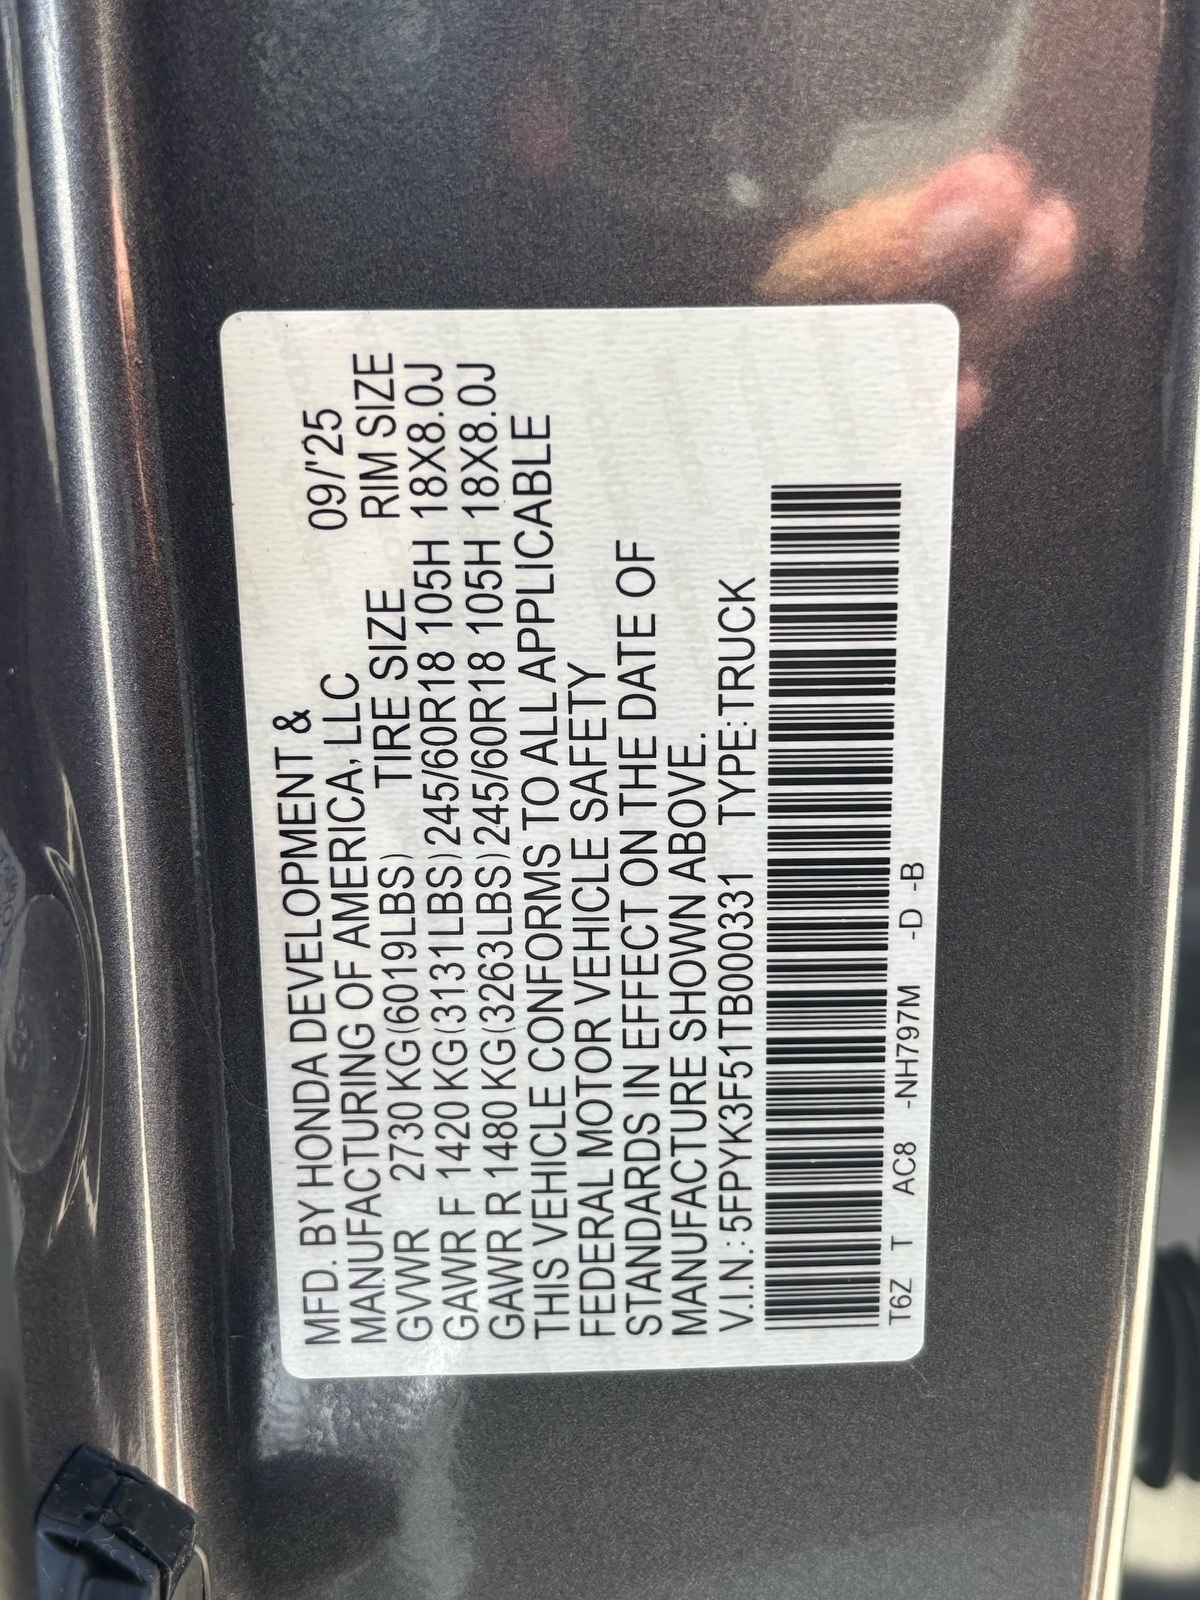 MFD. BY HONDA DEVELOPMENT &
MANUFACTURING OF AMERICA, LLC 09/'25
GVWR 2730 KG(6019LBS) TIRE SIZE RIM SIZE
GAWR F 1420 KG(3131LBS) 245/60R18 105H 18X8.0J
GAWR R 1480 KG(3263LBS) 245/60R18 105H 18X8.0J
THIS VEHICLE CONFORMS TO ALL APPLICABLE
FEDERAL MOTOR VEHICLE SAFETY
STANDARDS IN EFFECT ON THE DATE OF
MANUFACTURE SHOWN ABOVE.
V.I.N.:5FPYK3F51TB000331 TYPE:TRUCK
T6Z T AC8 -NH797M -D -B